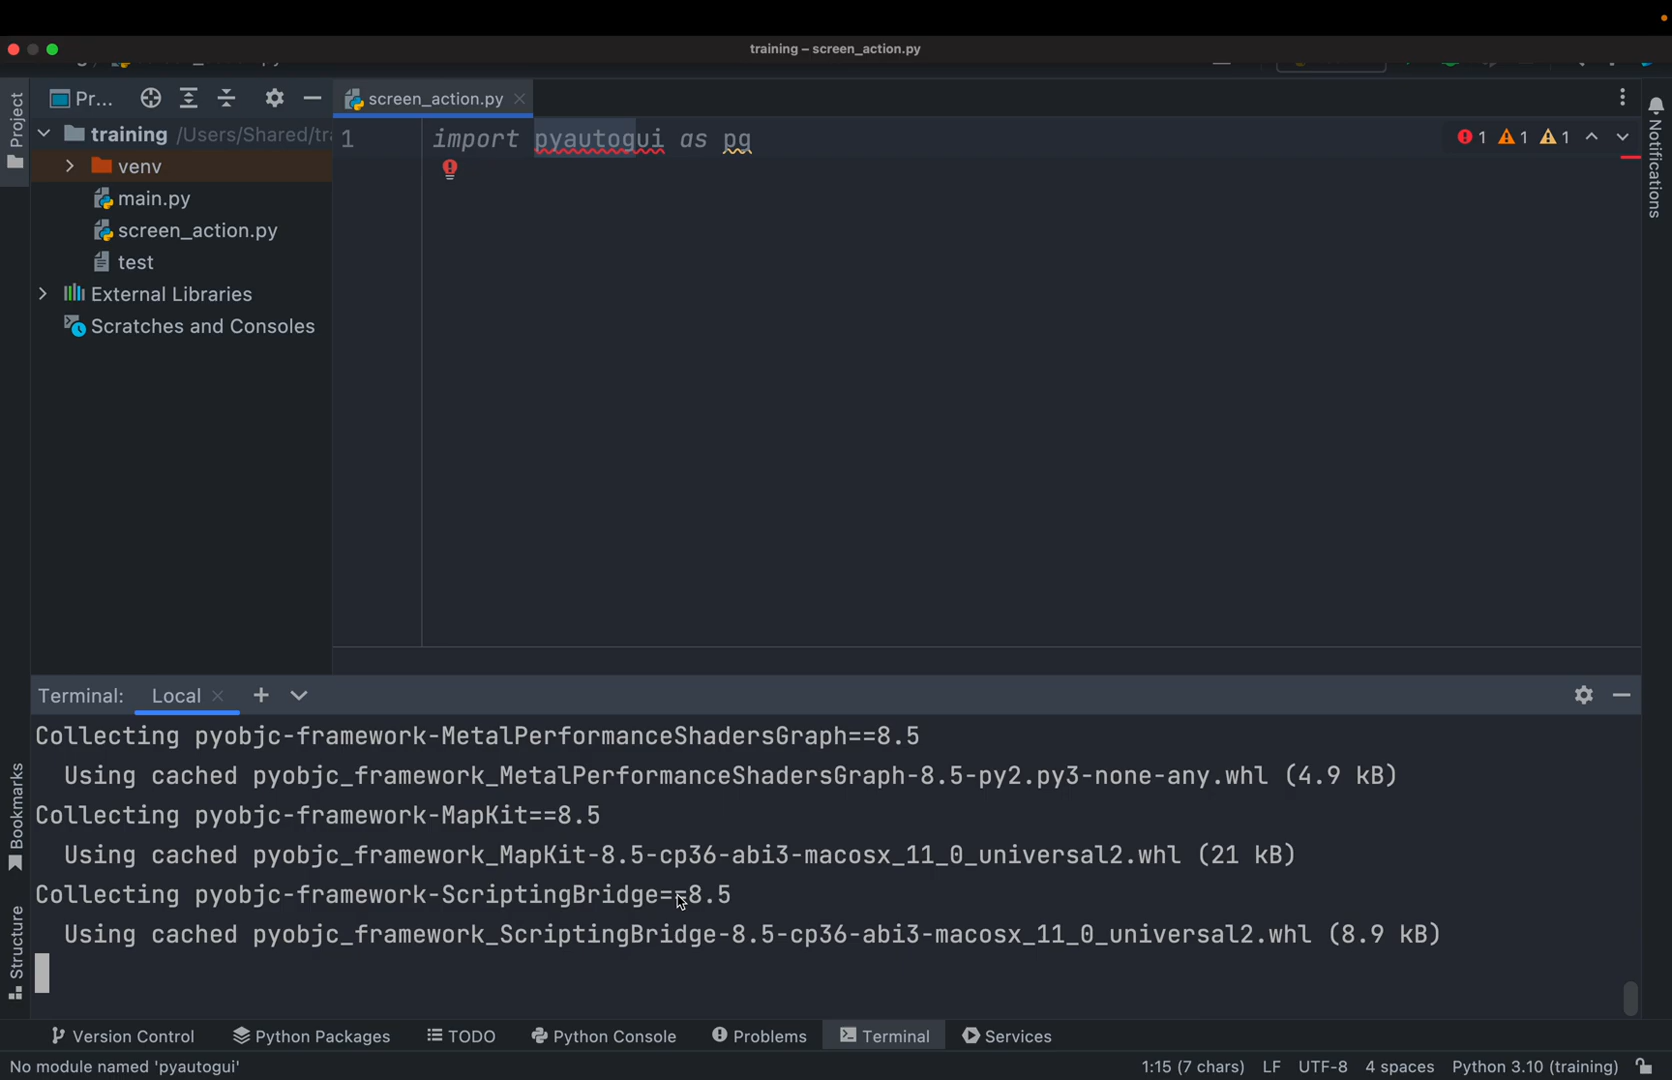 training – screen_action.py
Project
Pr...
screen_action.py
training /Users/Shared/tr
venv
main.py
screen_action.py
test
External Libraries
Scratches and Consoles
1
import pyautogui as pg
1 1 1
Notifications
Terminal: Local
Collecting pyobjc-framework-MetalPerformanceShadersGraph==8.5
Using cached pyobjc_framework_MetalPerformanceShadersGraph-8.5-py2.py3-none-any.whl (4.9 kB)
Collecting pyobjc-framework-MapKit==8.5
Using cached pyobjc_framework_MapKit-8.5-cp36-abi3-macosx_11_0_universal2.whl (21 kB)
Collecting pyobjc-framework-ScriptingBridge==8.5
Using cached pyobjc_framework_ScriptingBridge-8.5-cp36-abi3-macosx_11_0_universal2.whl (8.9 kB)
Bookmarks
Structure
Version Control Python Packages TODO Python Console Problems Terminal Services
No module named 'pyautogui' 1:15 (7 chars) LF UTF-8 4 spaces Python 3.10 (training)